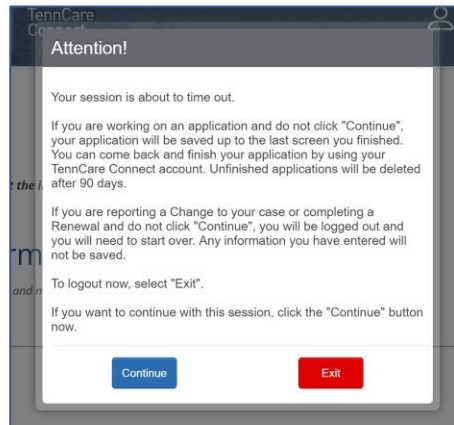 TennCare
Connect
Attention!
Your session is about to time out.
If you are working on an application and do not click "Continue",
your application will be saved up to the last screen you finished.
You can come back and finish your application by using your
TennCare Connect account. Unfinished applications will be deleted
after 90 days.
t the i
If you are reporting a Change to your case or completing a
Renewal and do not click "Continue", you will be logged out and
you will need to start over. Any information you have entered will
not be saved.
rm
and m
To logout now, select "Exit".
If you want to continue with this session, click the "Continue" button
now.
Continue
Exit